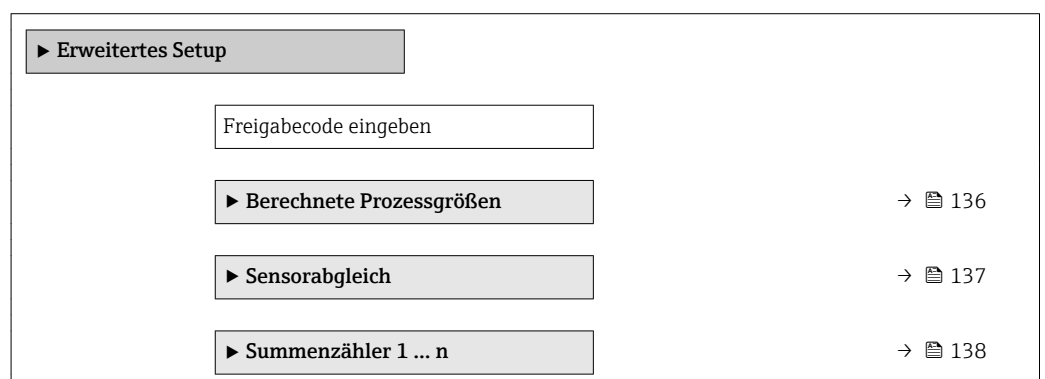 ▶ Erweitertes Setup
Freigabecode eingeben
▶ Berechnete Prozessgrößen → 136
▶ Sensorabgleich → 137
▶ Summenzähler 1 ... n → 138